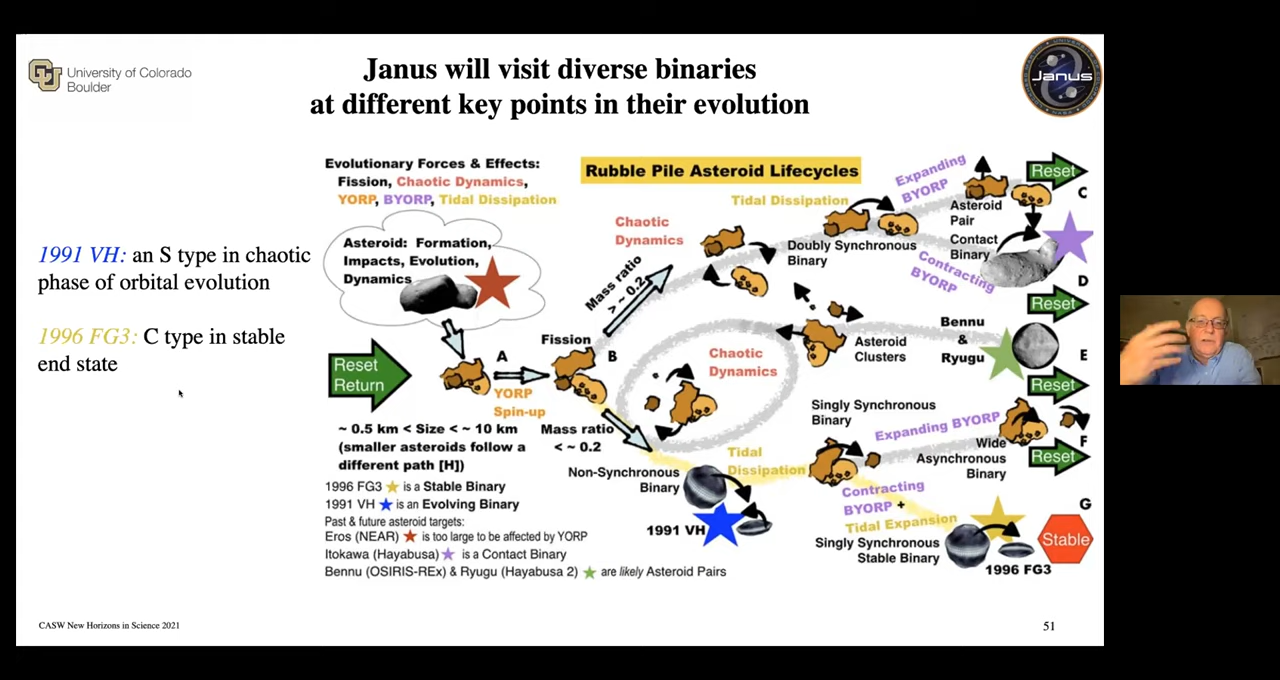 University of Colorado
Boulder
Janus will visit diverse binaries
at different key points in their evolution
Janus
1991 VH: an S type in chaotic
phase of orbital evolution
1996 FG3: C type in stable
end state
Evolutionary Forces & Effects:
Fission, Chaotic Dynamics,
YORP, BYORP, Tidal Dissipation
Rubble Pile Asteroid Lifecycles
Asteroid: Formation,
Impacts, Evolution,
Dynamics
Reset
Return
A
YORP
Spin-up
Fission
B
Mass ratio
> ~ 0.2
Chaotic
Dynamics
Tidal Dissipation
Doubly Synchronous
Binary
Expanding
BYORP
Asteroid
Pair
Reset
C
Contact
Binary
Contracting
BYORP
D
Reset
Chaotic
Dynamics
Asteroid
Clusters
Bennu
&
Ryugu
E
Reset
~ 0.5 km < Size < ~ 10 km
(smaller asteroids follow a
different path [H])
Mass ratio
< ~ 0.2
Non-Synchronous
Binary
1991 VH
Tidal
Dissipation
Singly Synchronous
Binary
Expanding BYORP
Wide
Asynchronous
Binary
F
Reset
Contracting
BYORP +
Tidal Expansion
Singly Synchronous
Stable Binary
1996 FG3
G
Stable
1996 FG3 is a Stable Binary
1991 VH is an Evolving Binary
Past & future asteroid targets:
Eros (NEAR) is too large to be affected by YORP
Itokawa (Hayabusa) is a Contact Binary
Bennu (OSIRIS-REx) & Ryugu (Hayabusa 2) are likely Asteroid Pairs
CASW New Horizons in Science 2021
51